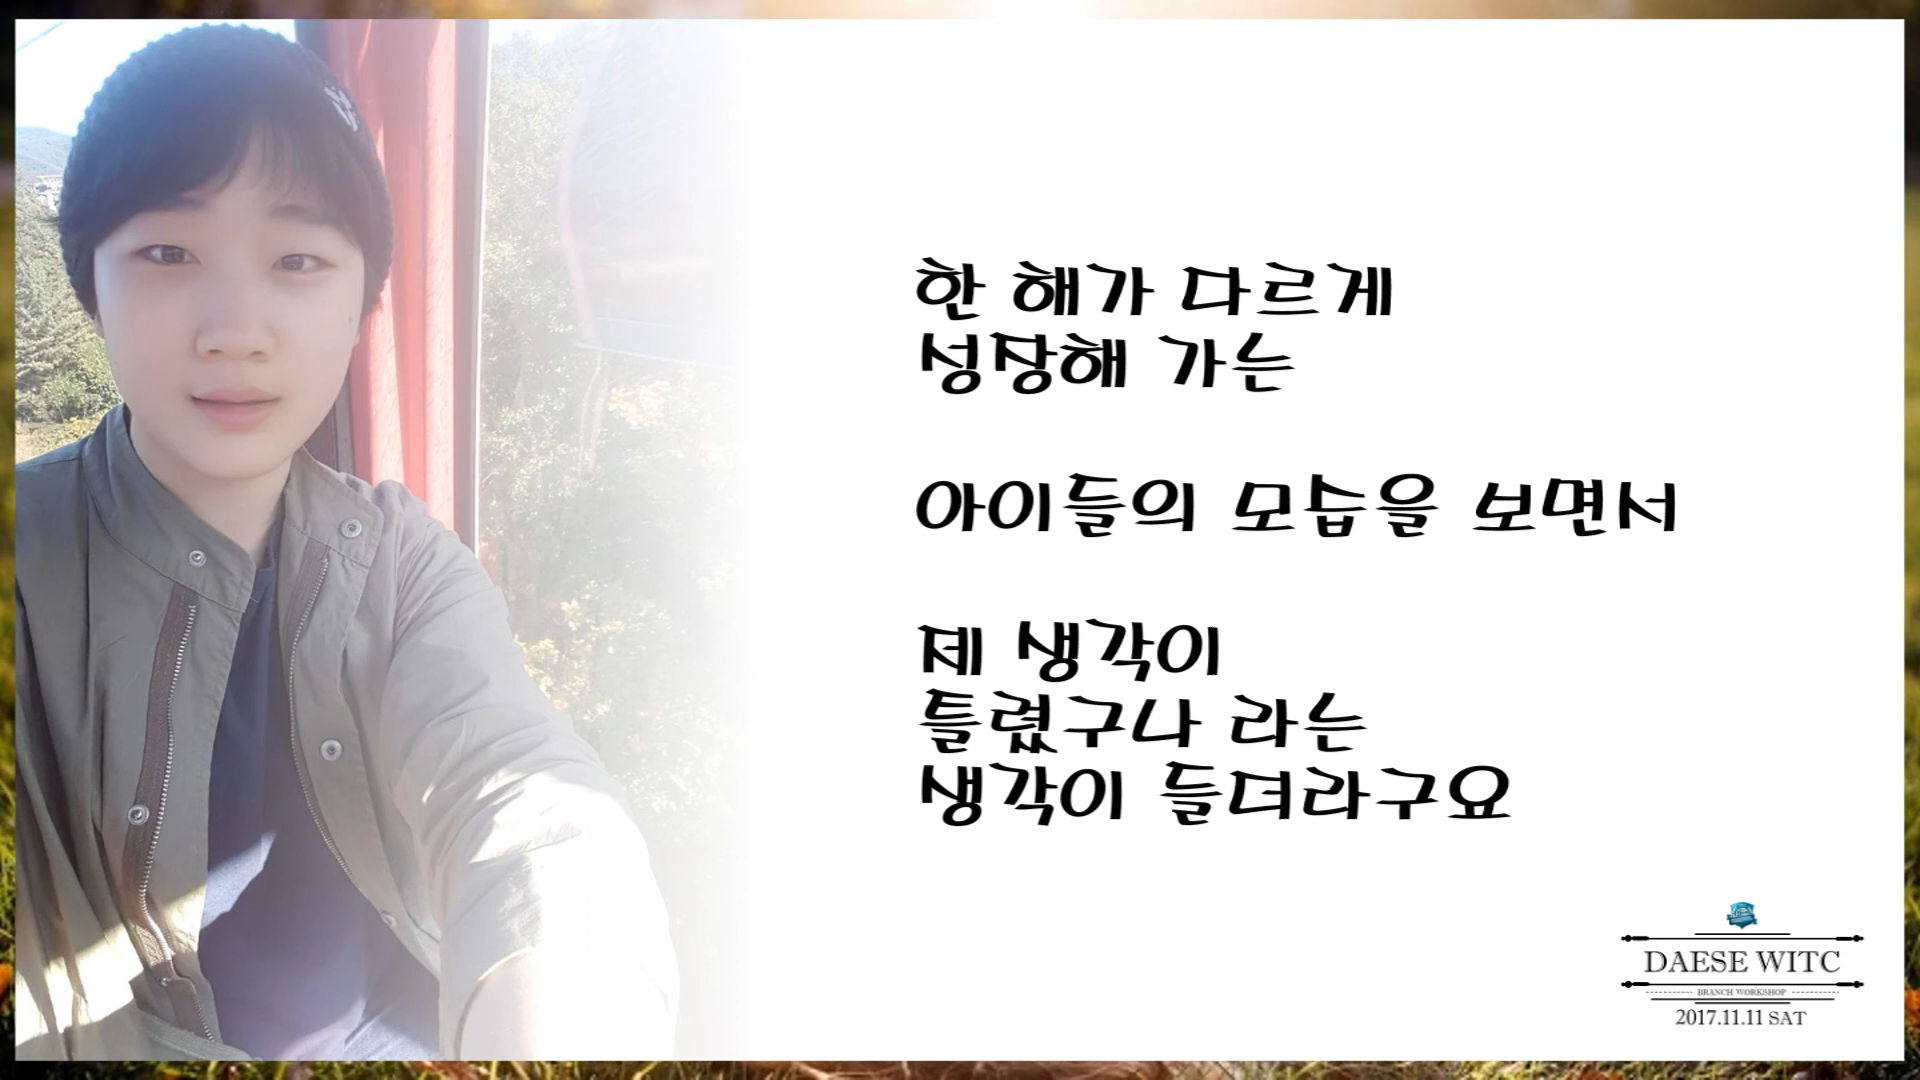 한 해가 다르게
성장해 가는
아이들의 모습을 보면서
제 생각이
틀렸구나 라는
생각이 들더라구요
DAESE WITC
BRANCH WORKSHOP
2017.11.11 SAT